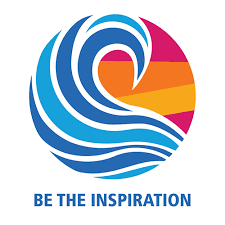 BE THE INSPIRATION